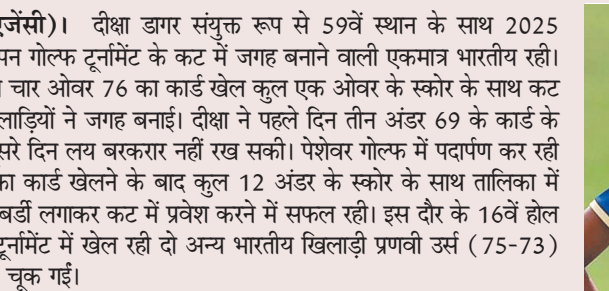 एजेंसी)। दीक्षा डागर संयुक्त रूप से 59वें स्थान के साथ 2025
पन गोल्फ टूर्नामेंट के कट में जगह बनाने वाली एकमात्र भारतीय रही।
चार ओवर 76 का कार्ड खेल कुल एक ओवर के स्कोर के साथ कट
लाड़ियों ने जगह बनाई। दीक्षा ने पहले दिन तीन अंडर 69 के कार्ड के
सरे दिन लय बरकरार नहीं रख सकी। पेशेवर गोल्फ में पदार्पण कर रही
का कार्ड खेलने के बाद कुल 12 अंडर के स्कोर के साथ तालिका में
बर्डी लगाकर कट में प्रवेश करने में सफल रही। इस दौर के 16वें होल
टूर्नामेंट में खेल रही दो अन्य भारतीय खिलाड़ी प्रणवी उर्स (75-73)
चूक गईं।